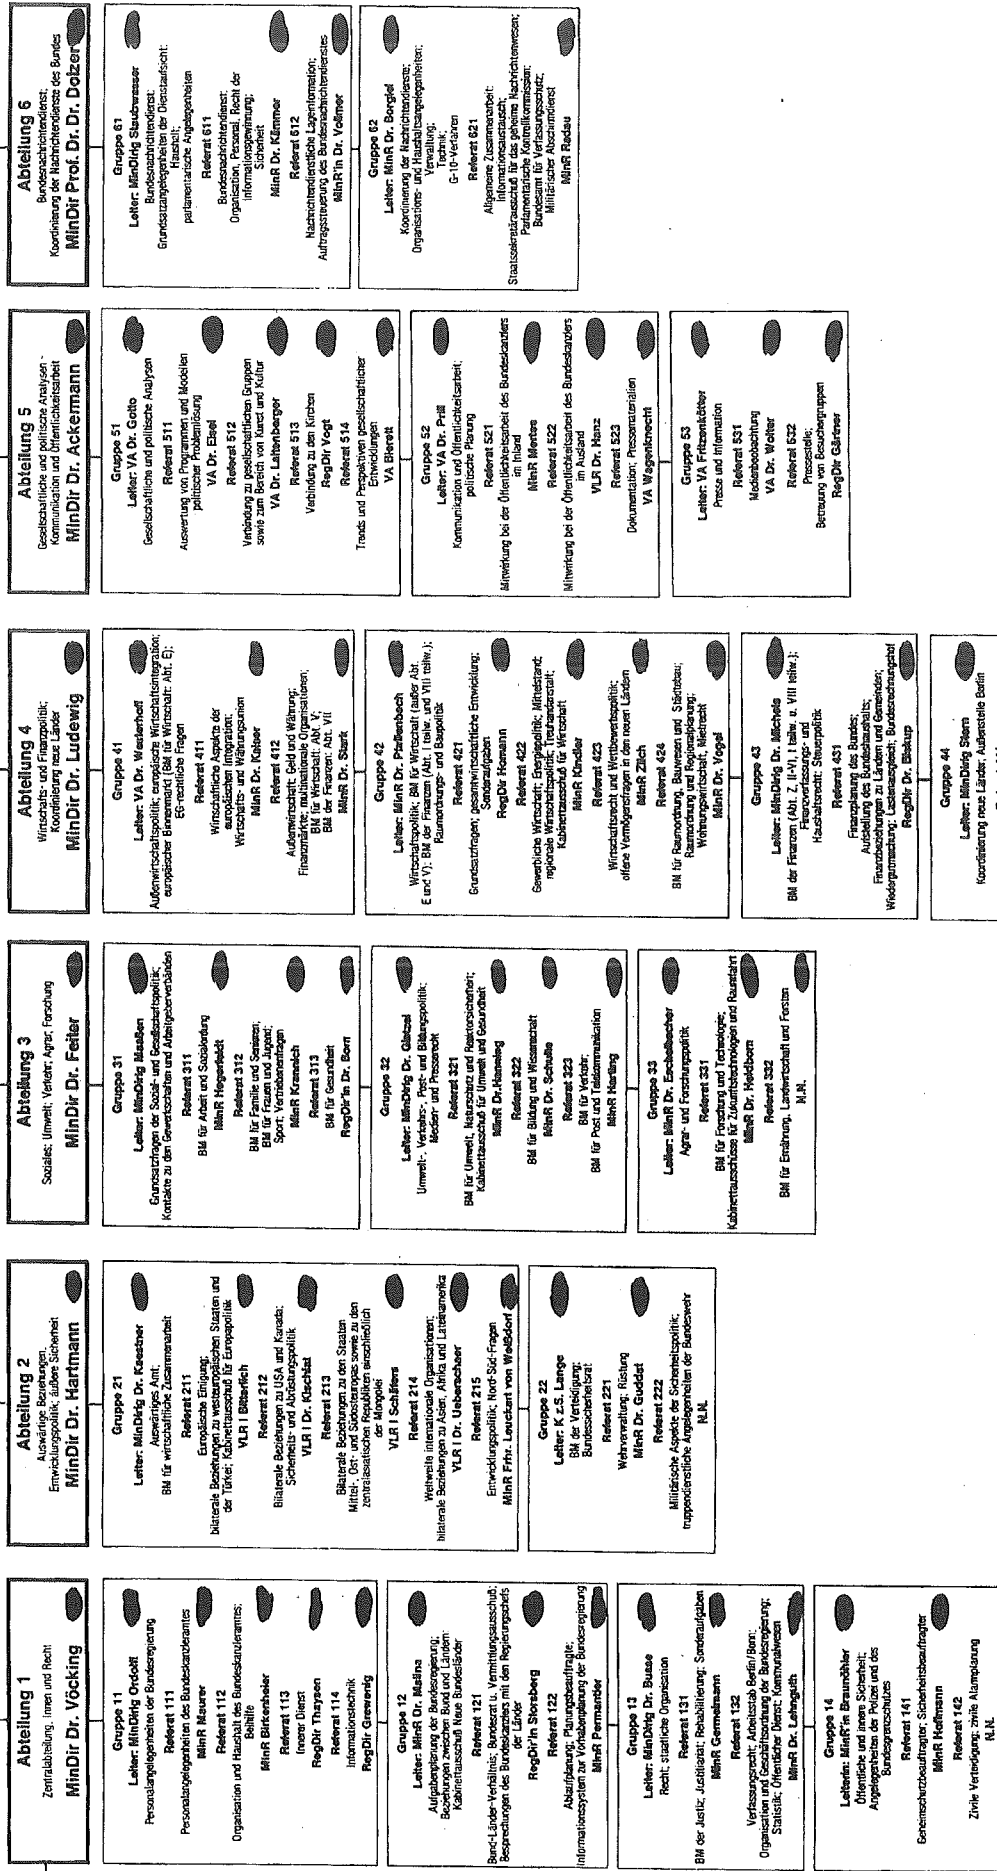 Abteilung 1
Zentralabteilung, Innen und Recht
MinDir Dr. Vöcking
Gruppe 11
Leiter: MinDirig Ordolff
Personalangelegenheiten der Bundesregierung
Referat 111
Personalangelegenheiten des Bundeskanzleramtes
MinR Maurer
Referat 112
Organisation und Haushalt des Bundeskanzleramtes;
Beihilfe
MinR Birkenheier
Referat 113
Innerer Dienst
RegDir Thaysen
Referat 114
Informationstechnik
RegDir Grewenig
Gruppe 12
Leiter: MinR Dr. Malina
Aufgabenplanung der Bundesregierung;
Beziehungen zwischen Bund und Ländern;
Kabinettausschuß Neue Bundesländer
Referat 121
Bund-Länder-Verhältnis; Bundesrat u. Vermittlungsausschuß;
Besprechungen des Bundeskanzlers mit den Regierungschefs
der Länder
RegDir'in Slonsberg
Referat 122
Ablaufplanung; Planungsbeauftragte;
Informationssystem zur Vorhabenplanung der Bundesregierung
MinR Permander
Gruppe 13
Leiter: MinDirig Dr. Busse
Recht; staatliche Organisation
Referat 131
BM der Justiz; Justitiariat; Rehabilitierung; Sonderaufgaben
MinR Germelmann
Referat 132
Verfassungsrecht; Arbeitsstab Berlin/Bonn;
Organisation und Geschäftsordnung der Bundesregierung;
Statistik; Öffentlicher Dienst; Kommunalwesen
MinR Dr. Lehnguth
Gruppe 14
Leiterin: MinR'in Braumöhler
Öffentliche und innere Sicherheit;
Angelegenheiten der Polizei und des
Bundesgrenzschutzes
Referat 141
Geheimschutzbeauftragter; Sicherheitsbeauftragter
MinR Hoffmann
Referat 142
Zivile Verteidigung; zivile Alarmplanung
N.N.
Abteilung 2
Auswärtige Beziehungen,
Entwicklungspolitik; äußere Sicherheit
MinDir Dr. Hartmann
Gruppe 21
Leiter: MinDirig Dr. Kaestner
Auswärtiges Amt;
BM für wirtschaftliche Zusammenarbeit
Referat 211
Europäische Einigung;
bilaterale Beziehungen zu westeuropäischen Staaten und
der Türkei; Kabinettausschuß für Europapolitik
VLR I Bitterlich
Referat 212
Bilaterale Beziehungen zu USA und Kanada;
Sicherheits- und Abrüstungspolitik
VLR I Dr. Kischlat
Referat 213
Bilaterale Beziehungen zu den Staaten
Mittel-, Ost- und Südosteuropas sowie zu den
zentralasiatischen Republiken einschließlich
der Mongolei
VLR I Schäfers
Referat 214
Weltweite internationale Organisationen;
bilaterale Beziehungen zu Asien, Afrika und Lateinamerika
VLR I Dr. Ueberschaer
Referat 215
Entwicklungspolitik; Nord-Süd-Fragen
MinR Frhr. Leuckart von Weißdorf
Gruppe 22
Leiter: K z.S. Lange
BM der Verteidigung;
Bundessicherheitsrat
Referat 221
Wehrverwaltung; Rüstung
MinR Dr. Guddat
Referat 222
Militärische Aspekte der Sicherheitspolitik;
truppendienstliche Angelegenheiten der Bundeswehr
N.N.
Abteilung 3
Soziales; Umwelt; Verkehr; Agrar, Forschung
MinDir Dr. Feiter
Gruppe 31
Leiter: MinDirig Maaßen
Grundsatzfragen der Sozial- und Gesellschaftspolitik;
Kontakte zu den Gewerkschaften und Arbeitgeberverbänden
Referat 311
BM für Arbeit und Sozialordung
MinR Hegerfeldt
Referat 312
BM für Familie und Senioren;
BM für Frauen und Jugend;
Sport; Vertriebenenfragen
MinR Krannich
Referat 313
BM für Gesundheit
RegDir'in Dr. Born
Gruppe 32
Leiter: MinDirig Dr. Glatzel
Umwelt-, Verkehrs-, Post- und Bildungspolitik;
Medien- und Presserecht
Referat 321
BM für Umwelt, Naturschutz und Reaktorsicherheit;
Kabinettausschuß für Umwelt und Gesundheit
MinR Dr. Haneleg
Referat 322
BM für Bildung und Wissenschaft
MinR Dr. Schulte
Referat 323
BM für Verkehr;
BM für Post und Telekommunikation
MinR Harting
Gruppe 33
Leiter: MinR Dr. Eschelbacher
Agrar- und Forschungspolitik
Referat 331
BM für Forschung und Technologie;
Kabinettausschüsse für Zukunftstechnologien und Raumfahrt
MinR Dr. Heldborn
Referat 332
BM für Ernährung, Landwirtschaft und Forsten
N.N.
Abteilung 4
Wirtschafts- und Finanzpolitik;
Koordinierung neue Länder
MinDir Dr. Ludwig
Gruppe 41
Leiter: VA Dr. Westerhoff
Außenwirtschaftspolitik; europäische Wirtschaftsintegration;
europäischer Binnenmarkt (BM für Wirtschaft: Abt. E);
EG-rechtliche Fragen
Referat 411
Wirtschaftliche Aspekte der
europäischen Integration;
Wirtschafts- und Währungsunion
MinR Dr. Kaiser
Referat 412
Außenwirtschaft; Geld und Währung;
Finanzmärkte; multinationale Organisationen;
BM für Wirtschaft: Abt. V;
BM der Finanzen: Abt. VII
MinR Dr. Stark
Gruppe 42
Leiter: MinR Dr. Pfaffenbach
Wirtschaftspolitik; BM für Wirtschaft (außer Abt.
E und V); BM der Finanzen (Abt. I teilw. und VIII teilw.);
Raumordnungs- und Baupolitik
Referat 421
Grundsatzfragen; gesamtwirtschaftliche Entwicklung;
Sonderaufgaben
RegDir Homann
Referat 422
Gewerbliche Wirtschaft; Energiepolitik; Mittelstand;
regionale Wirtschaftspolitik; Treuhandanstalt;
Kabinettausschuß für Wirtschaft
MinR Kindler
Referat 423
Wirtschaftsrecht und Wettbewerbspolitik;
offene Vermögensfragen in den neuen Ländern
MinR Zilch
Referat 424
BM für Raumordnung, Bauwesen und Städtebau;
Raumordnung und Regionalplanung;
Wohnungswirtschaft, Mietrecht
MinR Dr. Vogel
Gruppe 43
Leiter: MinDirig Dr. Michels
BM der Finanzen (Abt. Z, II-VI, I teilw. u. VIII teilw.);
Finanzverfassungs- und
Haushaltsrecht; Steuerpolitik
Referat 431
Finanzplanung des Bundes;
Aufstellung des Bundeshaushalts;
Finanzbeziehungen zu Ländern und Gemeinden;
Wiedergutmachung; Lastenausgleich; Bundesrechnungshof
RegDir Dr. Biskup
Gruppe 44
Leiter: MinDirig Stern
Koordinierung neue Länder, Außenstelle Berlin
Abteilung 5
Gesellschaftliche und politische Analysen -
Kommunikation und Öffentlichkeitsarbeit
MinDir Dr. Ackermann
Gruppe 51
Leiter: VA Dr. Gotto
Gesellschaftliche und politische Analysen
Referat 511
Auswertung von Programmen und Modellen
politischer Problemlösung
VA Dr. Eisel
Referat 512
Verbindung zu gesellschaftlichen Gruppen
sowie zum Bereich von Kunst und Kultur
VA Dr. Laitenberger
Referat 513
Verbindung zu den Kirchen
RegDir Vogt
Referat 514
Trends und Perspektiven gesellschaftlicher
Entwicklungen
VA Bierett
Gruppe 52
Leiter: VA Dr. Prill
Kommunikation und Öffentlichkeitsarbeit;
politische Planung
Referat 521
Mitwirkung bei der Öffentlichkeitsarbeit des Bundeskanzlers
im Inland
MinR Mertes
Referat 522
Mitwirkung bei der Öffentlichkeitsarbeit des Bundeskanzlers
im Ausland
VLR Dr. Hanz
Referat 523
Dokumentation; Pressematerialien
VA Wagenknecht
Gruppe 53
Leiter: VA Fritzenkötter
Presse und Information
Referat 531
Medienbeobachtung
VA Dr. Wolter
Referat 532
Pressestelle;
Betreuung von Besuchergruppen
RegDir Gärtner
Abteilung 6
Bundesnachrichtendienst;
Koordinierung der Nachrichtendienste des Bundes
MinDir Prof. Dr. Dr. Dolzer
Gruppe 61
Leiter: MinDirig Staubwasser
Bundesnachrichtendienst:
Grundsatzangelegenheiten der Dienstaufsicht;
Haushalt;
parlamentarische Angelegenheiten
Referat 611
Bundesnachrichtendienst:
Organisation, Personal, Recht der
Informationsgewinnung;
Sicherheit
MinR Dr. Kämmer
Referat 612
Nachrichtendienstliche Lageinformation;
Auftragssteuerung des Bundesnachrichtendienstes
MinR'in Dr. Vollmer
Gruppe 62
Leiter: MinR Dr. Borgiel
Koordinierung der Nachrichtendienste;
Organisations- und Haushaltsangelegenheiten;
Verwaltung;
Technik;
G-10-Verfahren
Referat 621
Allgemeine Zusammenarbeit;
Informationsaustausch;
Staatssekretärausschuß für das geheime Nachrichtenwesen;
Parlamentarische Kontrollkommission;
Bundesamt für Verfassungsschutz;
Militärischer Abschirmdienst
MinR Radau